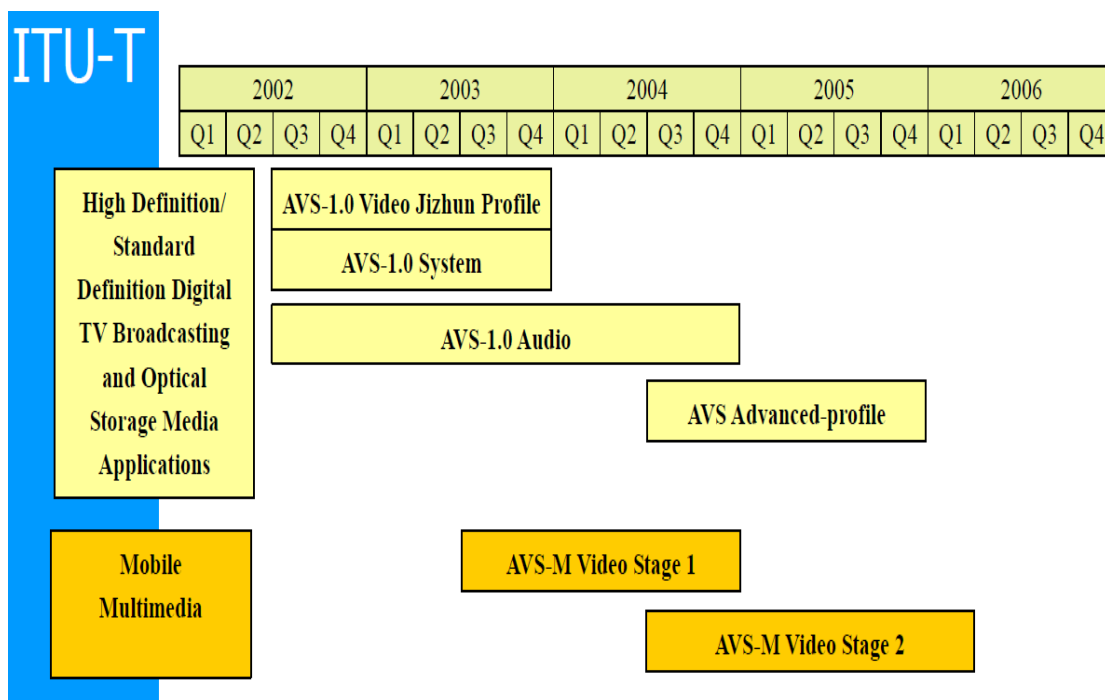 ITU-T
2002 2003 2004 2005 2006
Q1 Q2 Q3 Q4 Q1 Q2 Q3 Q4 Q1 Q2 Q3 Q4 Q1 Q2 Q3 Q4 Q1 Q2 Q3 Q4
High Definition/
Standard
Definition Digital
TV Broadcasting
and Optical
Storage Media
Applications
AVS-1.0 Video Jizhun Profile
AVS-1.0 System
AVS-1.0 Audio
AVS Advanced-profile
Mobile
Multimedia
AVS-M Video Stage 1
AVS-M Video Stage 2